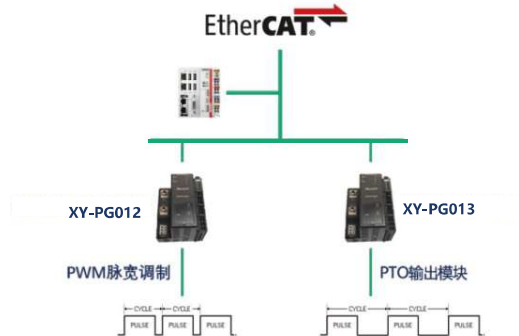 EtherCAT®
XY-PG012
XY-PG013
PWM脉宽调制
PTO输出模块
CYCLE CYCLE
PULSE PULSE PULSE
CYCLE CYCLE
PULSE PULSE PULSE